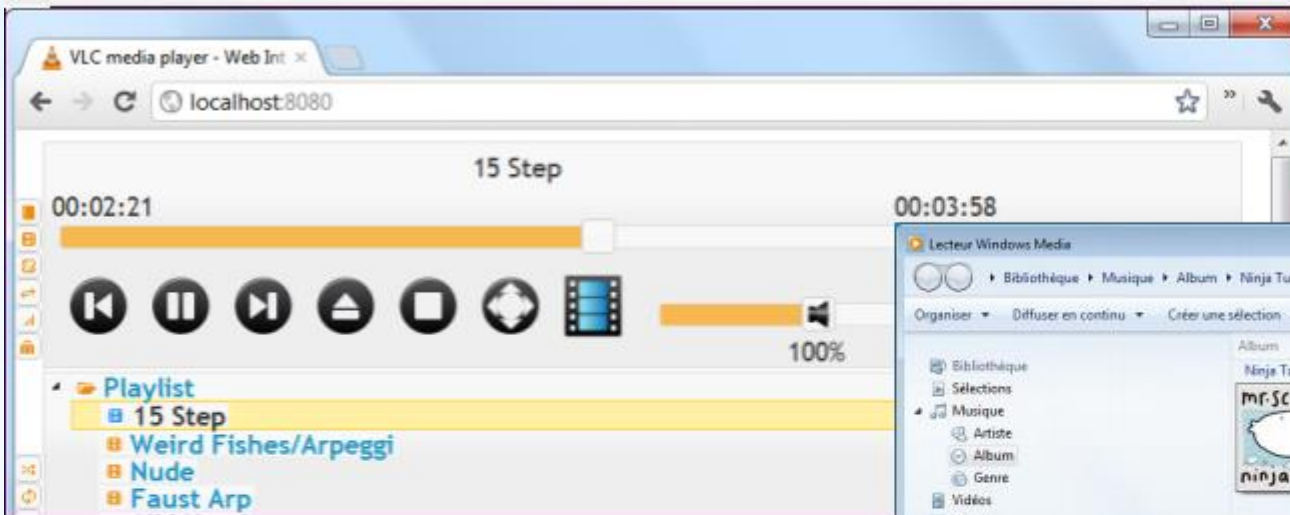 VLC media player - Web Int
localhost:8080
15 Step
00:02:21
00:03:58
100%
Playlist
15 Step
Weird Fishes/Arpeggi
Nude
Faust Arp
Lecteur Windows Media
Bibliothèque Musique Album Ninja Tu
Organiser Diffuser en continu Créer une sélection
Album
Bibliothèque
Ninja T
Sélections
Musique
Artiste
Album
Genre
Vidéos
mr.sc
ninja